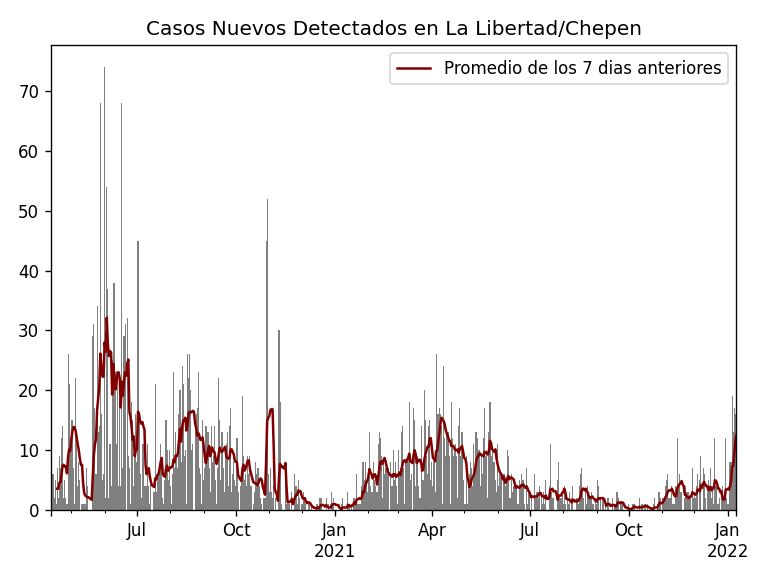 Casos Nuevos Detectados en La Libertad/Chepen
Promedio de los 7 dias anteriores
70
60
50
40
30
20
10
0
Jul
Oct
Jan
2021
Apr
Jul
Oct
Jan
2022